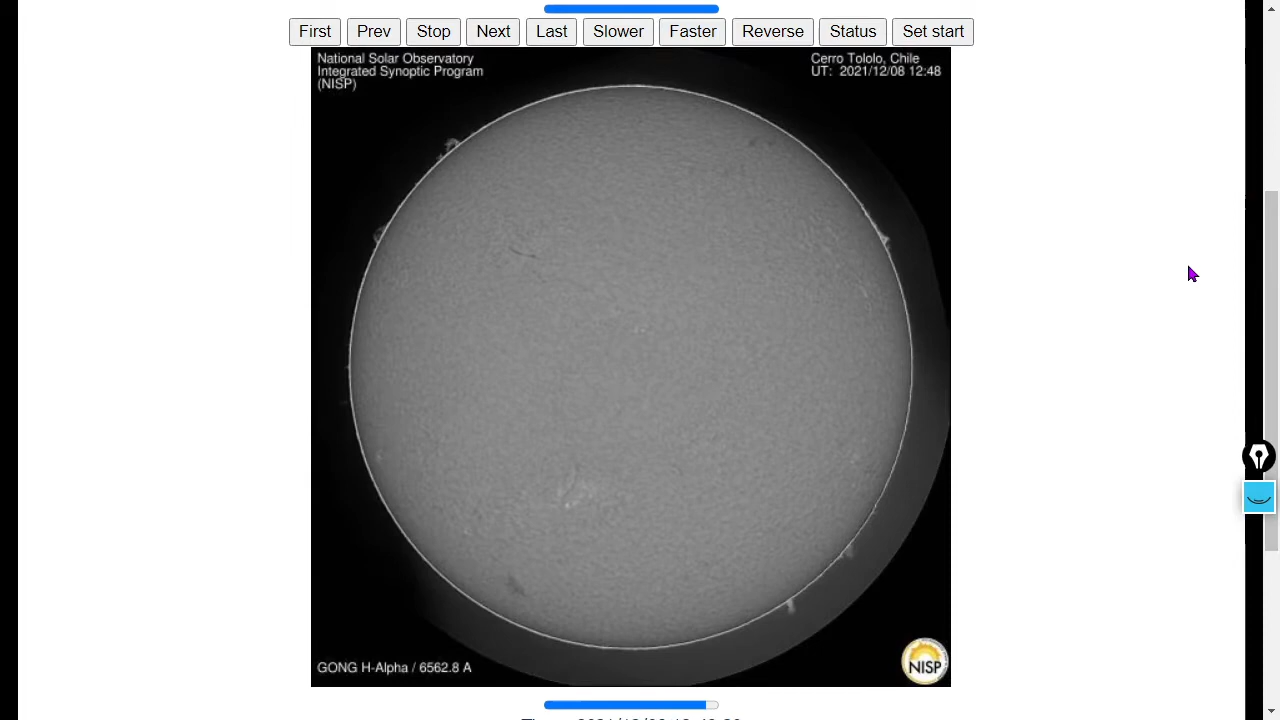 First Prev Stop Next Last Slower Faster Reverse Status Set start
National Solar Observatory
Integrated Synoptic Program
(NISP)
Cerro Tololo, Chile
UT: 2021/12/08 12:48
GONG H-Alpha / 6562.8 A
NISP